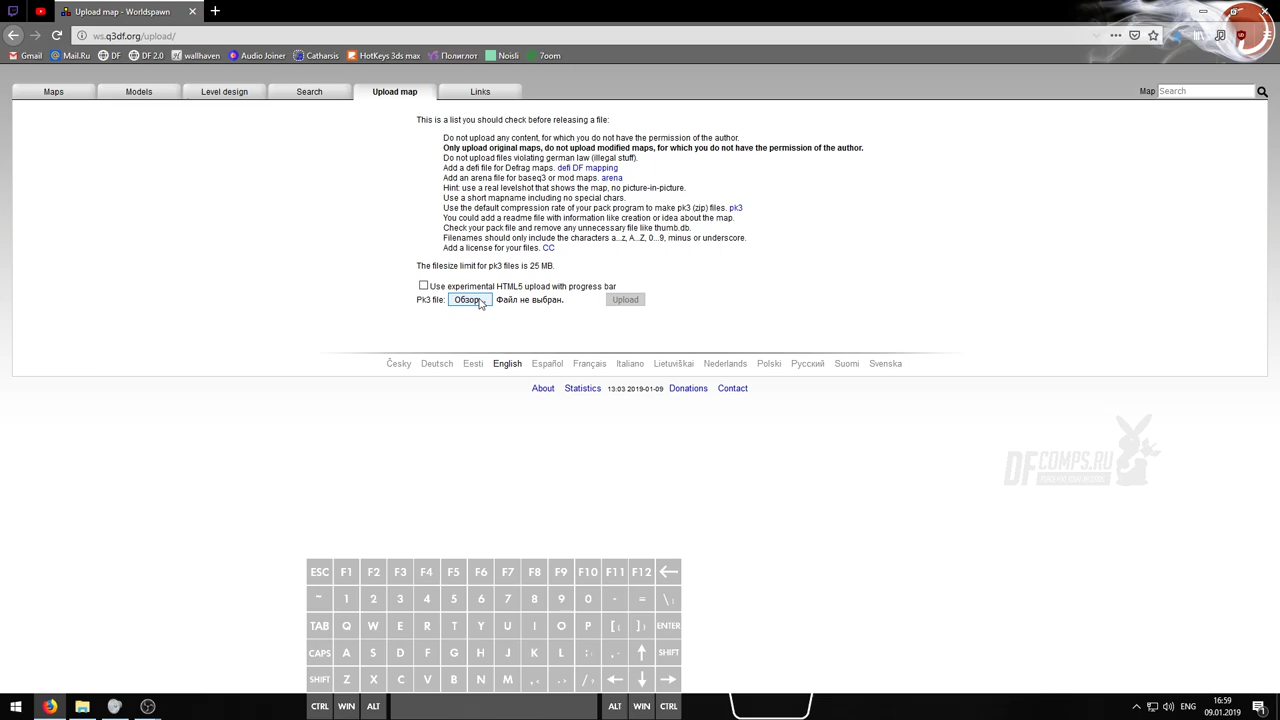 Upload map - Worldspawn
ws.q3df.org/upload/
Gmail Mail.Ru DF DF 2.0 wallhaven Audio Joiner Catharsis HotKeys 3ds max Полиглот Noisli 7oom
Maps Models Level design Search Upload map Links Map Search
This is a list you should check before releasing a file:
Do not upload any content, for which you do not have the permission of the author.
Only upload original maps, do not upload modified maps, for which you do not have the permission of the author.
Do not upload files violating german law (illegal stuff).
Add a defi file for Defrag maps. defi DF mapping
Add an arena file for baseq3 or mod maps. arena
Hint: use a real levelshot that shows the map, no picture-in-picture.
Use a short mapname including no special chars.
Use the default compression rate of your pack program to make pk3 (zip) files. pk3
You could add a readme file with information like creation or idea about the map.
Check your pack file and remove any unnecessary file like thumb.db.
Filenames should only include the characters a...z, A...Z, 0...9, minus or underscore.
Add a license for your files. CC
The filesize limit for pk3 files is 25 MB.
Use experimental HTML5 upload with progress bar
Pk3 file: Обзор... Файл не выбран. Upload
Česky Deutsch Eesti English Español Français Italiano Lietuviškai Nederlands Polski Русский Suomi Svenska
About Statistics 13:03 2019-01-09 Donations Contact
DFCOMPS.RU
ESC F1 F2 F3 F4 F5 F6 F7 F8 F9 F10 F11 F12 ←
~ 1 2 3 4 5 6 7 8 9 0 - = \ |
TAB Q W E R T Y U I O P [ { ] } ENTER
CAPS A S D F G H J K L ; : , " ↑ SHIFT
SHIFT Z X C V B N M , < . > / ? ← ↓ →
CTRL WIN ALT ALT WIN CTRL
ENG 16:59
09.01.2019